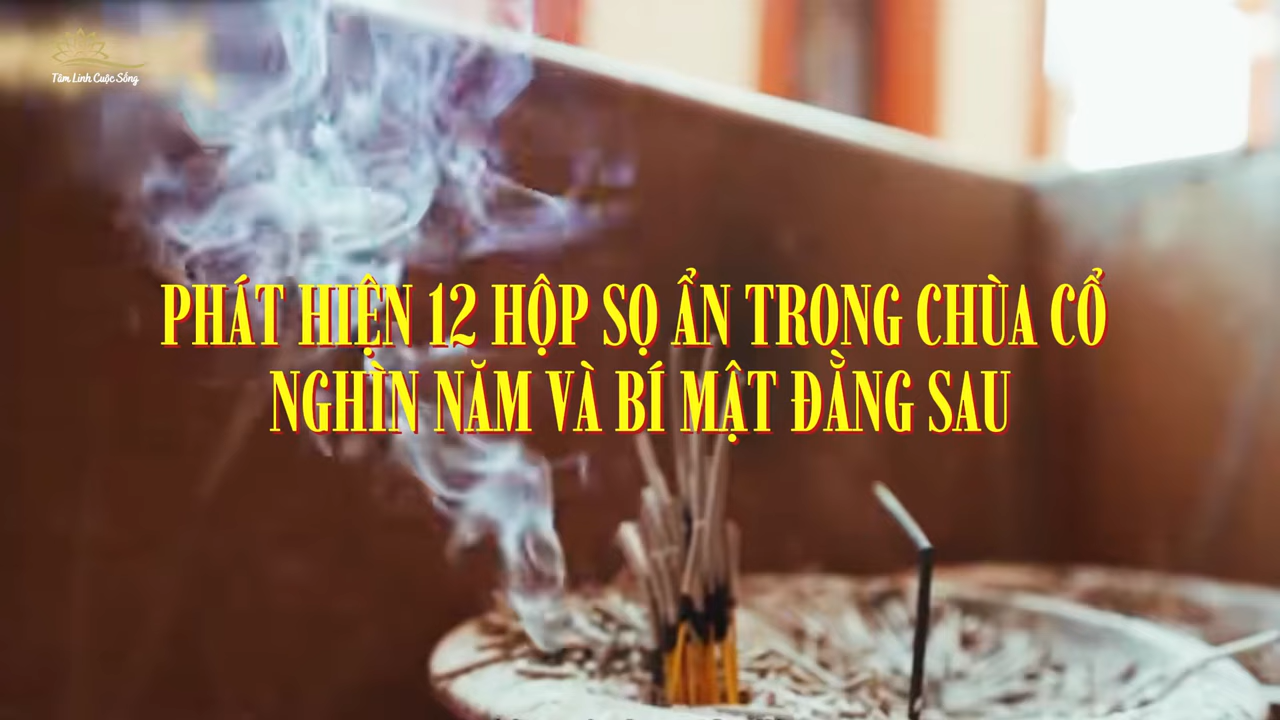 Tâm Linh Cuộc Sống
PHÁT HIỆN 12 HỘP SỌ ẨN TRONG CHÙA CỔ
NGHÌN NĂM VÀ BÍ MẬT ĐẰNG SAU